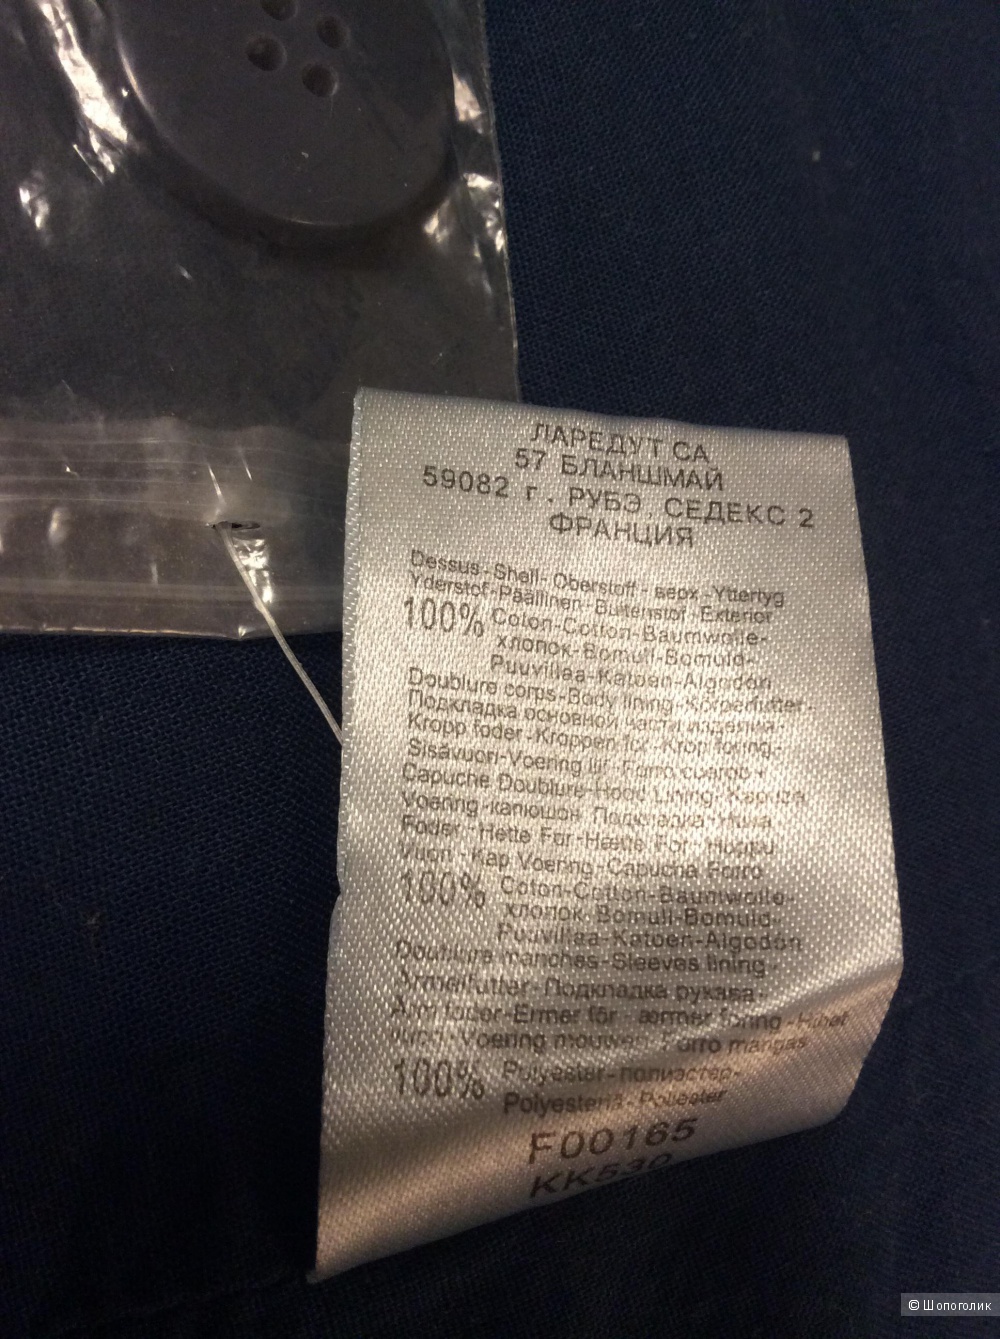 ЛАРЕДУТ СА
57 БЛАНШМАЙ
59082 г. РУБЭ, СЕДЕКС 2
ФРАНЦИЯ
Dessus-Shell-Oberstoff-верх-Yttertyg
Yderstof-Päällinen-Buitenstof-Exterior
100% Coton-Cotton-Baumwolle-
хлопок-Bomull-Bomuld-
Puuvillaa-Katoen-Algodón
Doublure corps-Body lining-Körperfutter-
Подкладка основной части изделия-
Kropp foder-Kroppen för-Krop foring-
Sisävuori-Voering lijf-Forro cuerpo
Capuche Doublure-Hood Lining-Kapuze
Voering-капюшон Подкладка-Huva
Foder-Hette För-Hætte For-Huppu
Vuori-Kap Voering-Capucha Forro
100% Coton-Cotton-Baumwolle-
хлопок-Bomull-Bomuld-
Puuvillaa-Katoen-Algodón
Doublure manches-Sleeves lining-
Ärmelfutter-Подкладка рукава-
Arm foder-Ermer för-ærmer foring-Hihat
vuori-Voering mouwen-Forro mangas
100% Polyester-полиэстер-
Polyesteria-Poliester
F00165
KK530
© Шопоголик